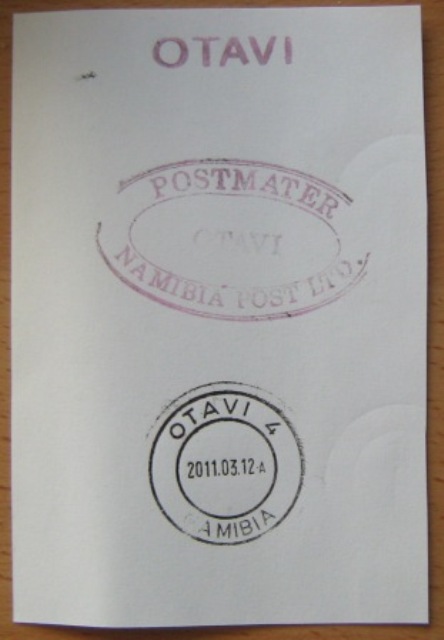 OTAVI
POSTMATER
OTAVI
NAMIBIA POST LTD.
OTAVI 4
2011.03.12-A
NAMIBIA